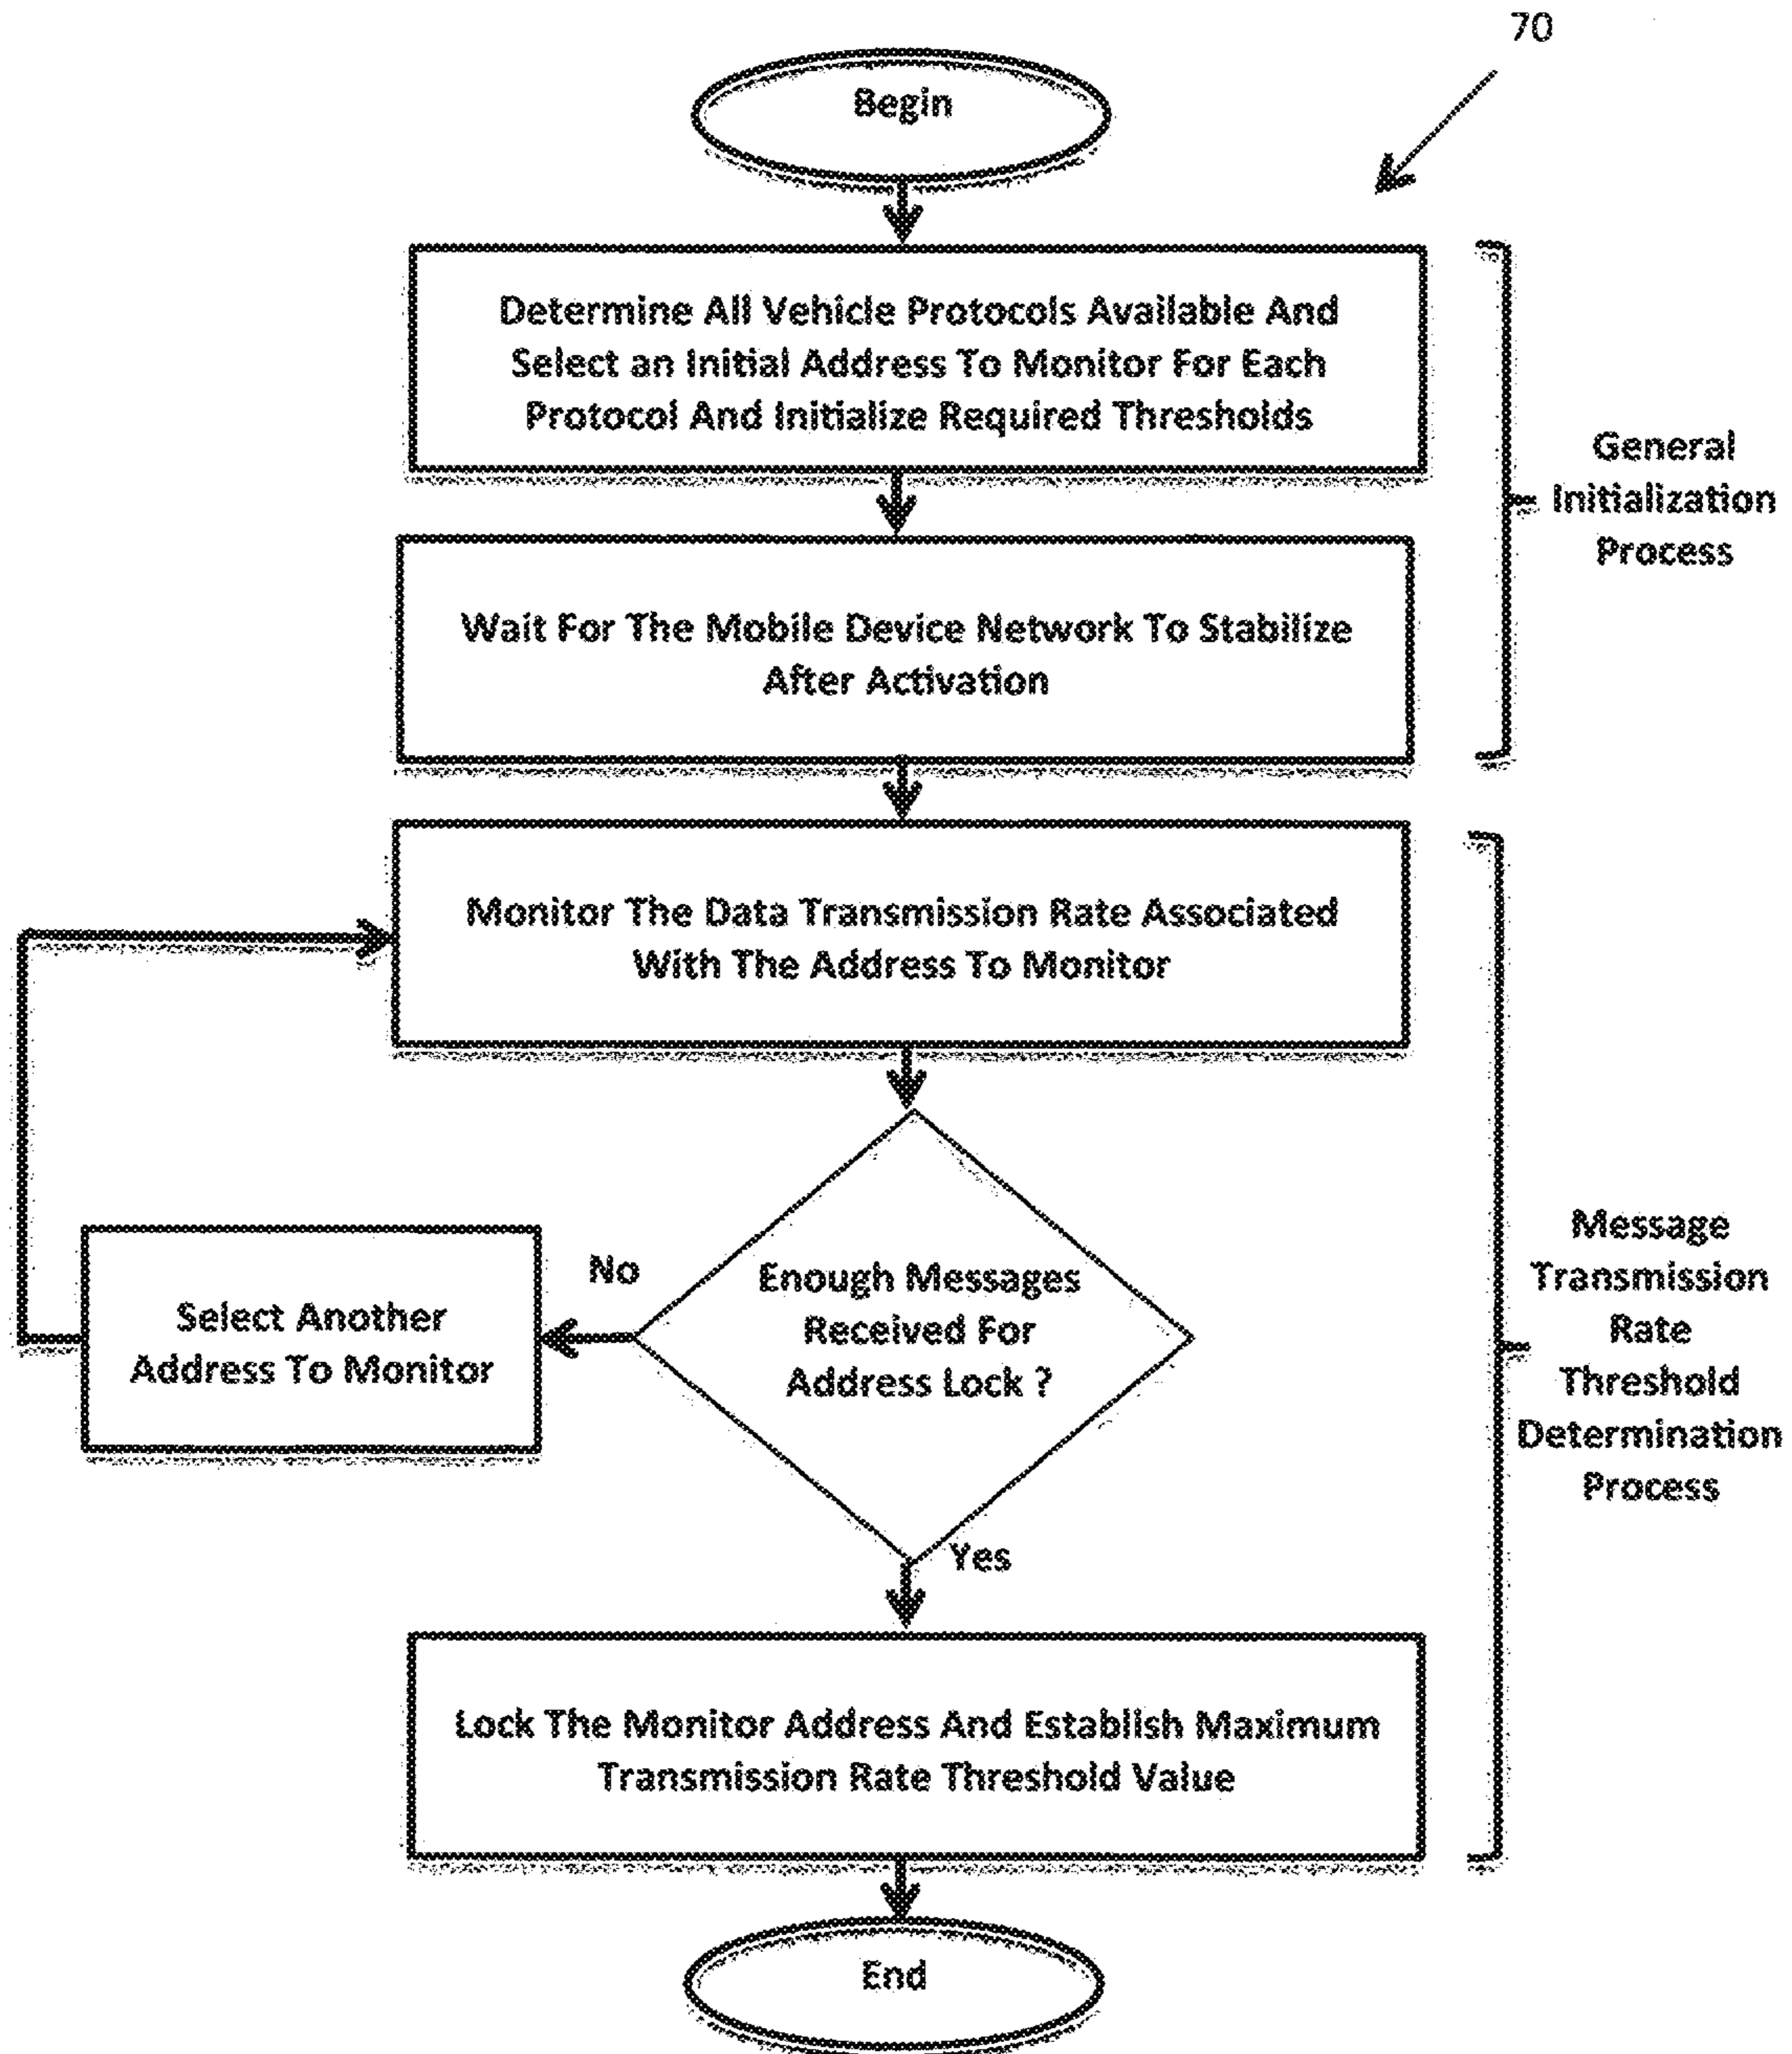 70
Begin
Determine All Vehicle Protocols Available And
Select an Initial Address To Monitor For Each
Protocol And Initialize Required Thresholds
General
Initialization
Process
Wait For The Mobile Device Network To Stabilize
After Activation
Monitor The Data Transmission Rate Associated
With The Address To Monitor
Message
Transmission
Rate
Threshold
Determination
Process
Enough Messages
Received For
Address Lock ?
No
Select Another
Address To Monitor
Yes
Lock The Monitor Address And Establish Maximum
Transmission Rate Threshold Value
End